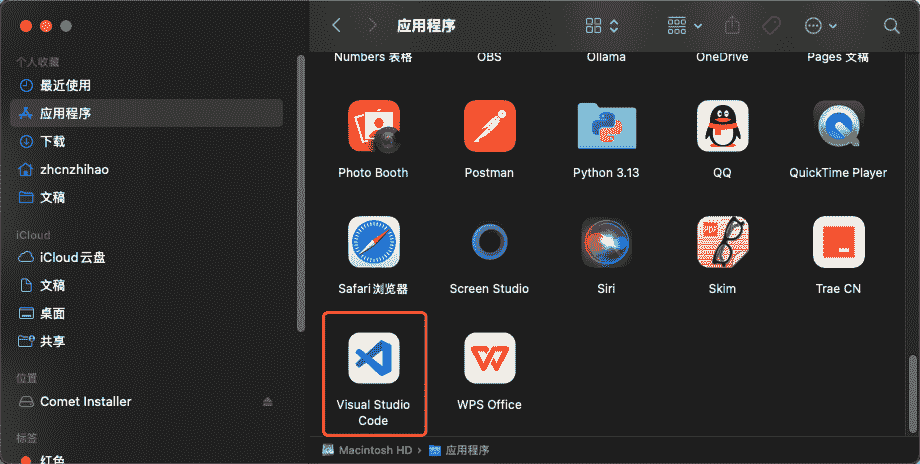 应用程序
个人收藏
最近使用
应用程序
下载
zhcnzhihao
文稿
iCloud
iCloud云盘
文稿
桌面
共享
位置
Comet Installer
标签
红色
Numbers 表格
OBS
Ollama
OneDrive
Pages 文稿
Photo Booth
Postman
Python 3.13
QQ
QuickTime Player
Safari浏览器
Screen Studio
Siri
PDF
Skim
Trae CN
Visual Studio
Code
WPS Office
Macintosh HD › 应用程序